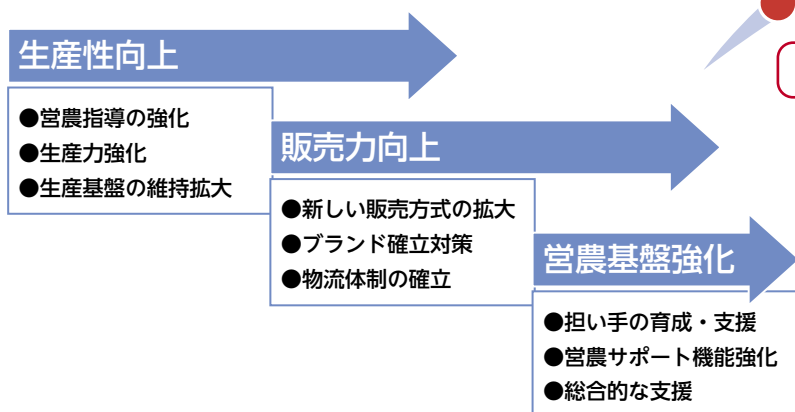 生産性向上
●営農指導の強化
●生産力強化
●生産基盤の維持拡大
販売力向上
●新しい販売方式の拡大
●ブランド確立対策
●物流体制の確立
営農基盤強化
●担い手の育成・支援
●営農サポート機能強化
●総合的な支援